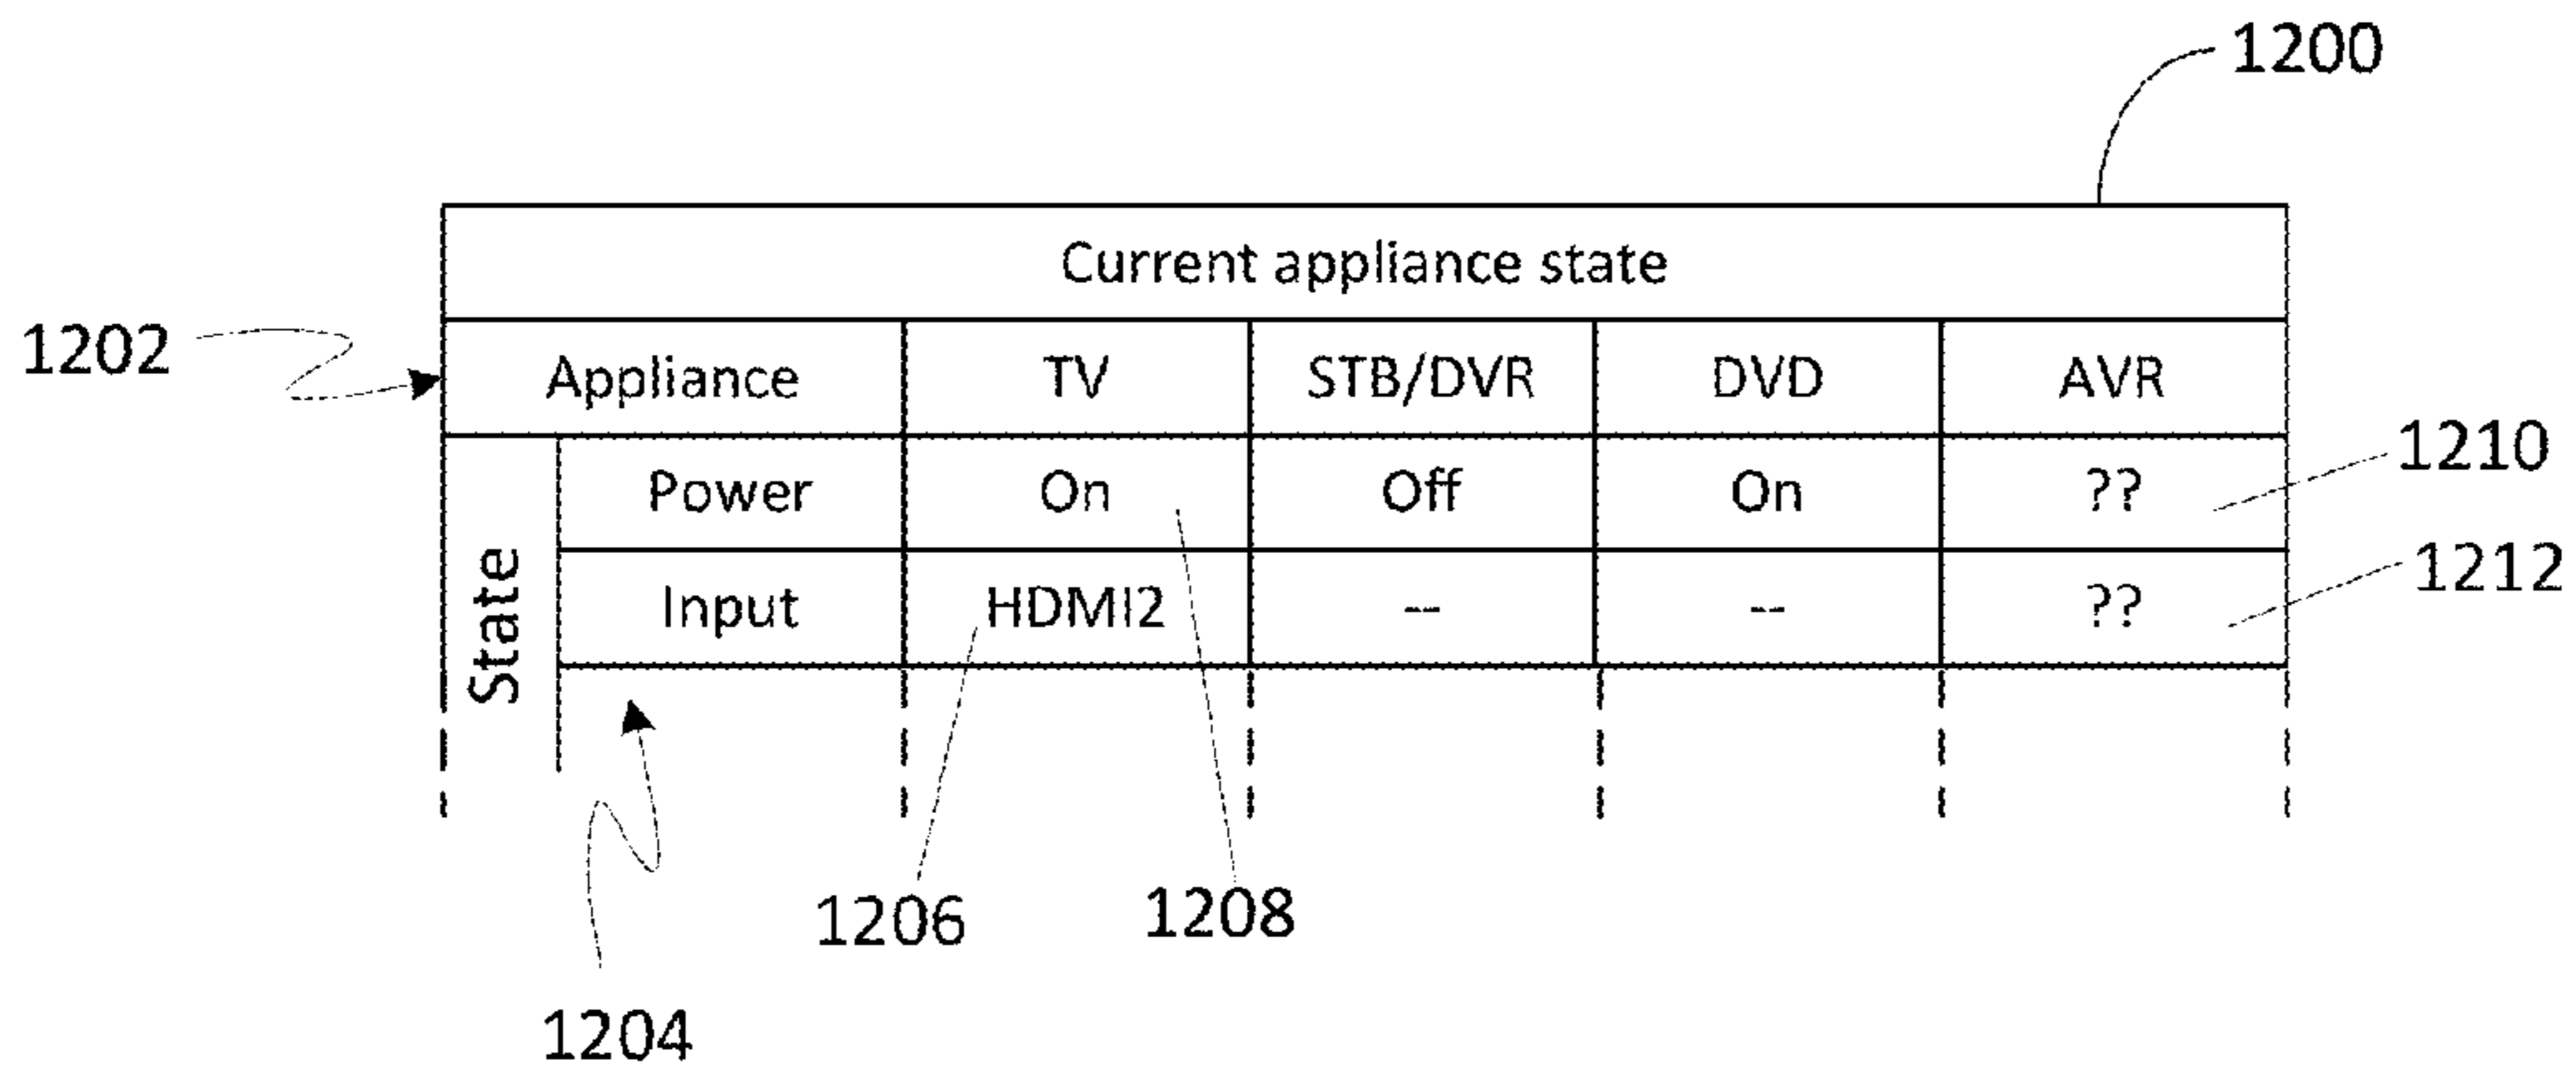 1200
Current appliance state
1202
Appliance TV STB/DVR DVD AVR
State
Power On Off On ??
1210
Input HDMI2 -- -- ??
1212
1206
1208
1204